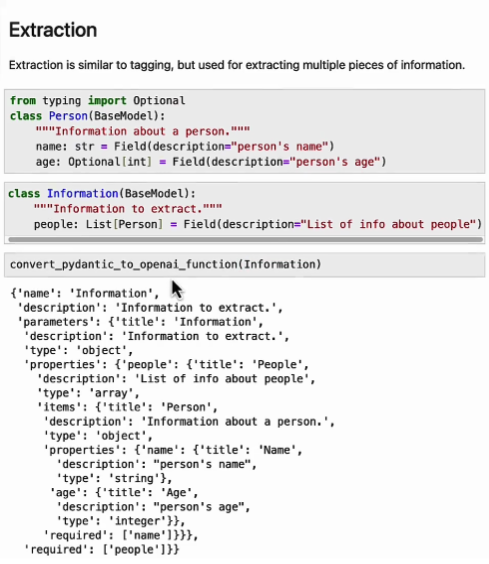 Extraction
Extraction is similar to tagging, but used for extracting multiple pieces of information.
from typing import Optional
class Person(BaseModel):
    """Information about a person."""
    name: str = Field(description="person's name")
    age: Optional[int] = Field(description="person's age")
class Information(BaseModel):
    """Information to extract."""
    people: List[Person] = Field(description="List of info about people")
convert_pydantic_to_openai_function(Information)
{'name': 'Information',
 'description': 'Information to extract.',
 'parameters': {'title': 'Information',
  'description': 'Information to extract.',
  'type': 'object',
  'properties': {'people': {'title': 'People',
    'description': 'List of info about people',
    'type': 'array',
    'items': {'title': 'Person',
     'description': 'Information about a person.',
     'type': 'object',
     'properties': {'name': {'title': 'Name',
       'description': "person's name",
       'type': 'string'},
      'age': {'title': 'Age',
       'description': "person's age",
       'type': 'integer'}},
     'required': ['name']}}},
  'required': ['people']}}